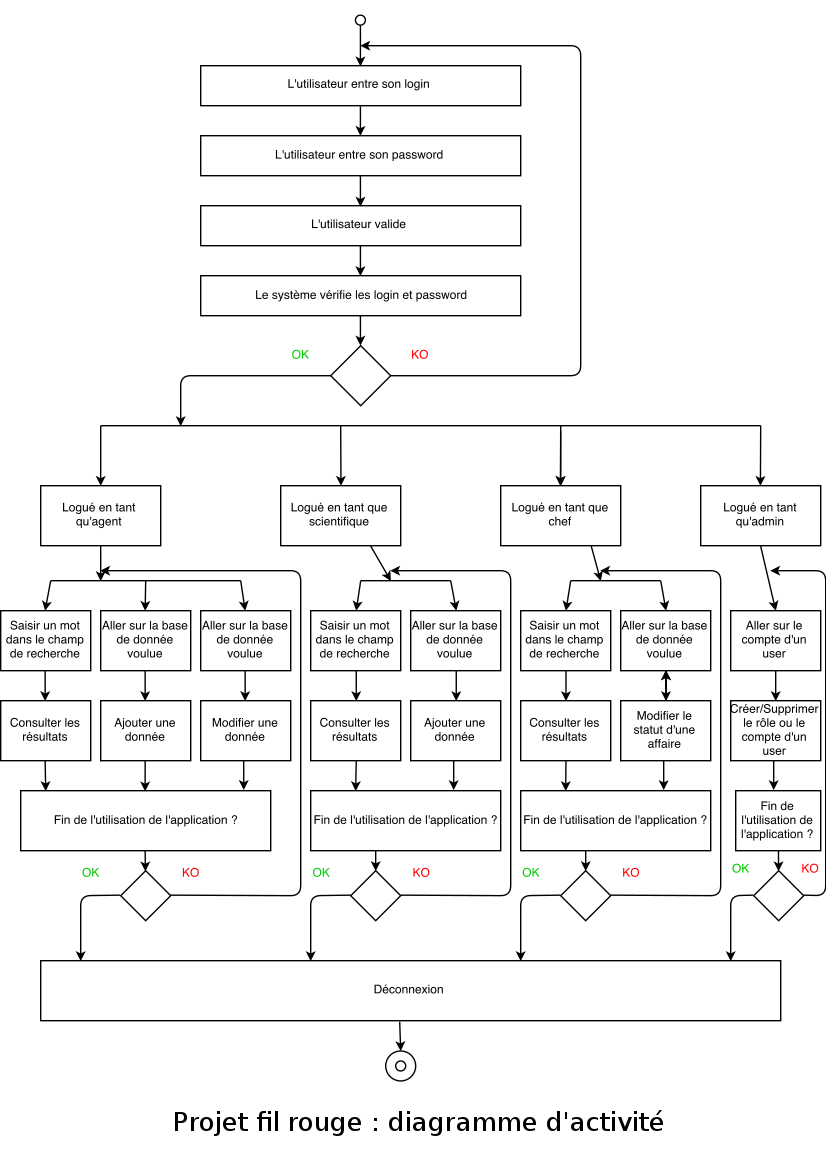 L'utilisateur entre son login
L'utilisateur entre son password
L'utilisateur valide
Le système vérifie les login et password
OK
KO
Logué en tant
qu'agent
Logué en tant que
scientifique
Logué en tant que
chef
Logué en tant
qu'admin
Saisir un mot
dans le champ
de recherche
Aller sur la base
de donnée
voulue
Aller sur la base
de donnée
voulue
Saisir un mot
dans le champ
de recherche
Aller sur la base
de donnée
voulue
Saisir un mot
dans le champ
de recherche
Aller sur la base
de donnée
voulue
Aller sur le
compte d'un
user
Consulter les
résultats
Ajouter une
donnée
Modifier une
donnée
Consulter les
résultats
Ajouter une
donnée
Consulter les
résultats
Modifier le
statut d'une
affaire
Créer/Supprimer
le rôle ou le
compte d'un
user
Fin de l'utilisation de l'application ?
Fin de l'utilisation de l'application ?
Fin de l'utilisation de l'application ?
Fin de
l'utilisation de
l'application ?
OK
KO
OK
KO
OK
KO
OK
KO
Déconnexion
Projet fil rouge : diagramme d'activité